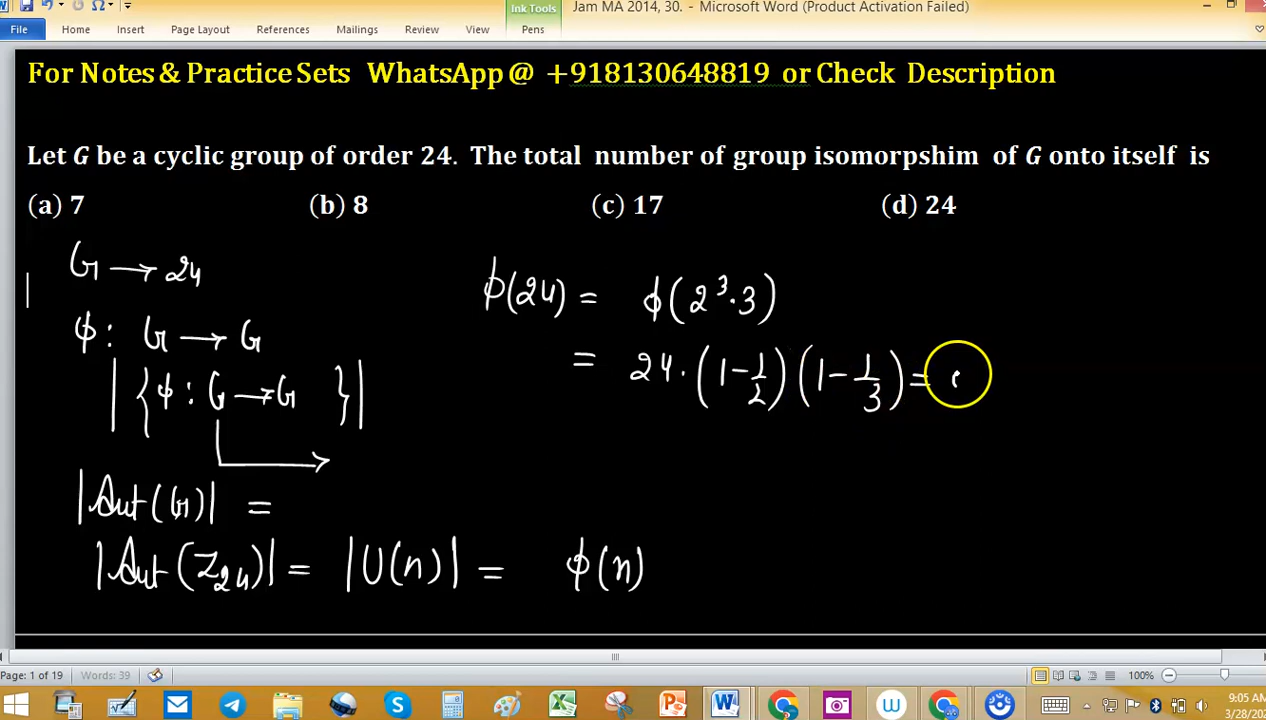 Ink Tools
Jam MA 2014, 30. - Microsoft Word (Product Activation Failed)
File Home Insert Page Layout References Mailings Review View Pens
For Notes & Practice Sets WhatsApp @ +918130648819 or Check Description
Let G be a cyclic group of order 24. The total number of group isomorpshim of G onto itself is
(a) 7 (b) 8 (c) 17 (d) 24
G → 24
ϕ(24) = ϕ(2³·3)
ϕ : G → G
= 24·(1-1/2)(1-1/3) =
|{ϕ : G → G }|
|Aut(G)| =
|Aut(Z24)| = |U(n)| = ϕ(n)
Page: 1 of 19 Words: 39 100%
9:05 AM